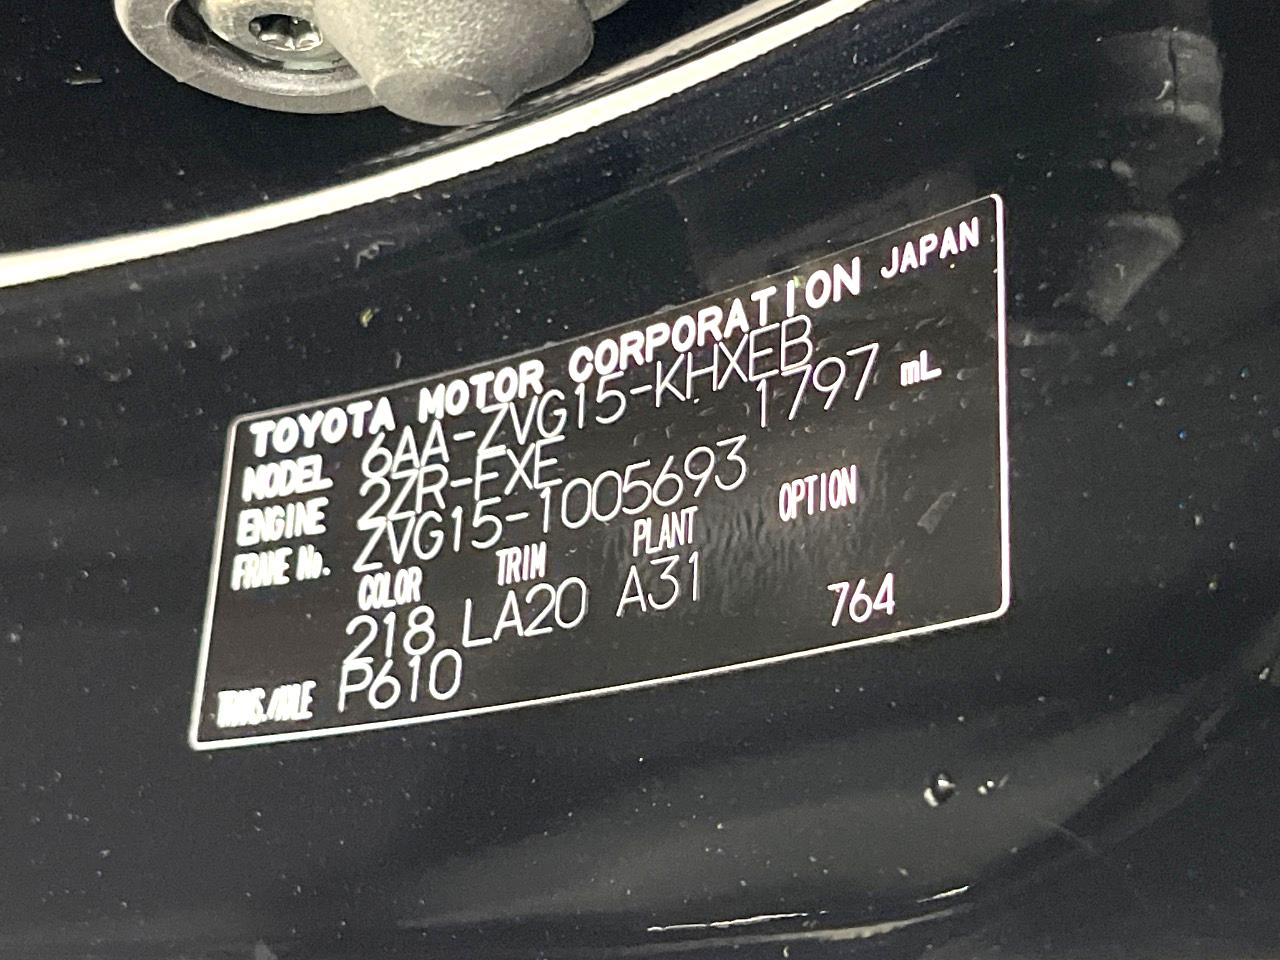 TOYOTA MOTOR CORPORATION JAPAN
MODEL 6AA-ZVG15-KHXEB
ENGINE 2ZR-FXE 1797 mL
FRAME No. ZVG15-1005693
COLOR TRIM PLANT OPTION
218 LA20 A31 764
TRANS./AXLE P610